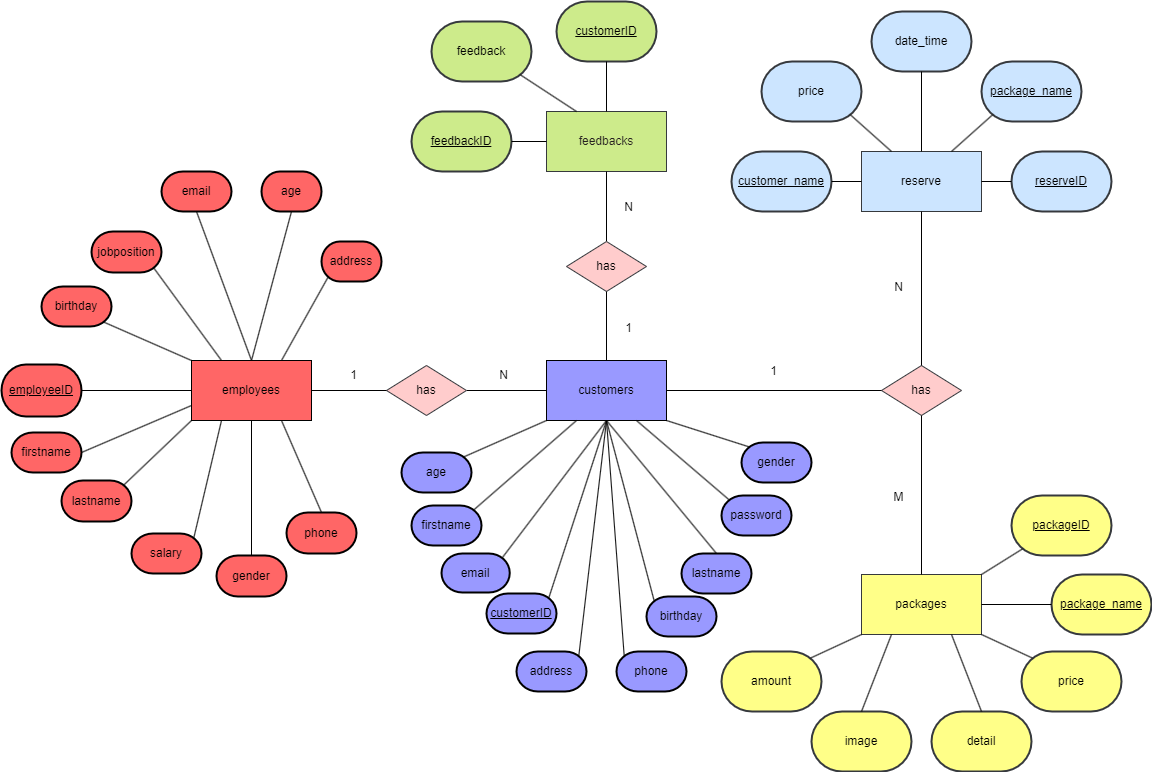 customerID
feedback
date_time
price
package_name
feedbackID
feedbacks
customer_name
reserve
reserveID
email
age
N
jobposition
address
has
birthday
N
1
employeeID
employees
1
has
N
customers
1
has
firstname
age
gender
lastname
firstname
password
M
packageID
salary
phone
gender
email
lastname
customerID
birthday
packages
package_name
address
phone
amount
price
image
detail